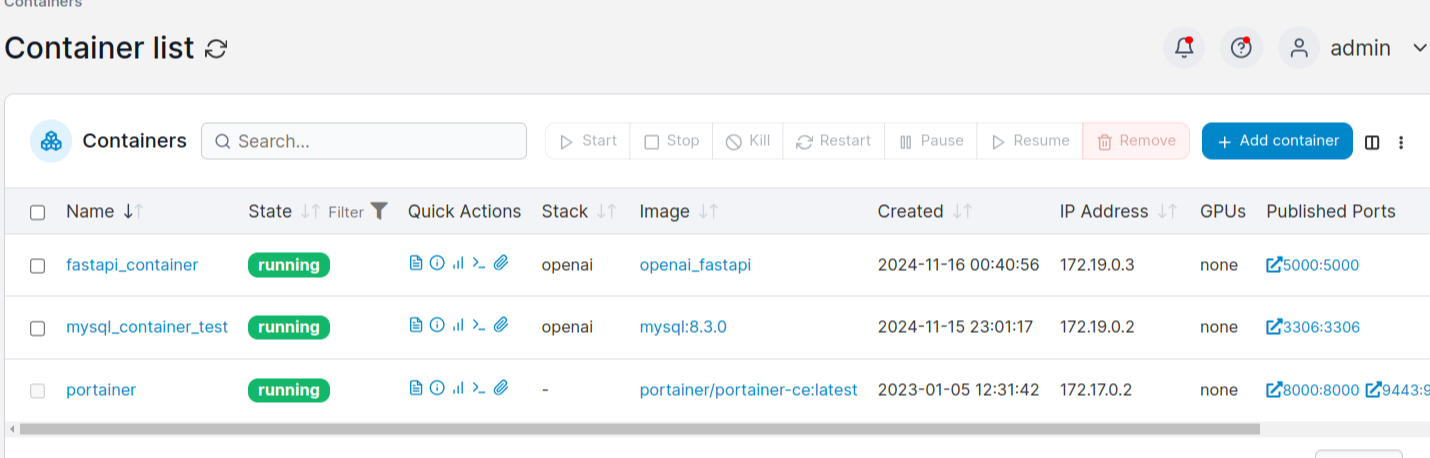 Containers
Container list
admin
Containers
Search...
Start
Stop
Kill
Restart
Pause
Resume
Remove
+ Add container
Name
State
Filter
Quick Actions
Stack
Image
Created
IP Address
GPUs
Published Ports
fastapi_container running openai openai_fastapi 2024-11-16 00:40:56 172.19.0.3 none 5000:5000
mysql_container_test running openai mysql:8.3.0 2024-11-15 23:01:17 172.19.0.2 none 3306:3306
portainer running - portainer/portainer-ce:latest 2023-01-05 12:31:42 172.17.0.2 none 8000:8000 9443:9